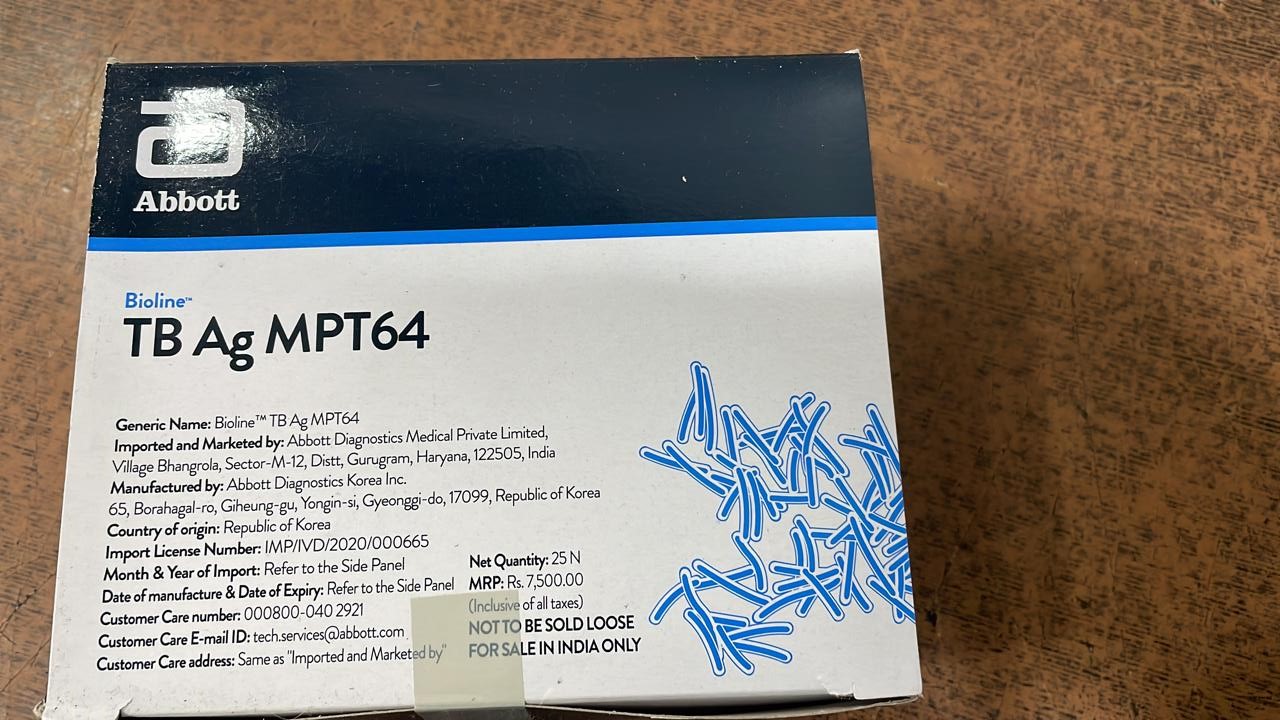 Abbott
Bioline™
TB Ag MPT64
Generic Name: Bioline™ TB Ag MPT64
Imported and Marketed by: Abbott Diagnostics Medical Private Limited,
Village Bhangrola, Sector-M-12, Distt, Gurugram, Haryana, 122505, India
Manufactured by: Abbott Diagnostics Korea Inc.
65, Borahagal-ro, Giheung-gu, Yongin-si, Gyeonggi-do, 17099, Republic of Korea
Country of origin: Republic of Korea
Import License Number: IMP/IVD/2020/000665
Month & Year of Import: Refer to the Side Panel
Date of manufacture & Date of Expiry: Refer to the Side Panel
Customer Care number: 000800-040 2921
Customer Care E-mail ID: tech.services@abbott.com
Customer Care address: Same as "Imported and Marketed by"
Net Quantity: 25 N
MRP: Rs. 7,500.00
(Inclusive of all taxes)
NOT TO BE SOLD LOOSE
FOR SALE IN INDIA ONLY